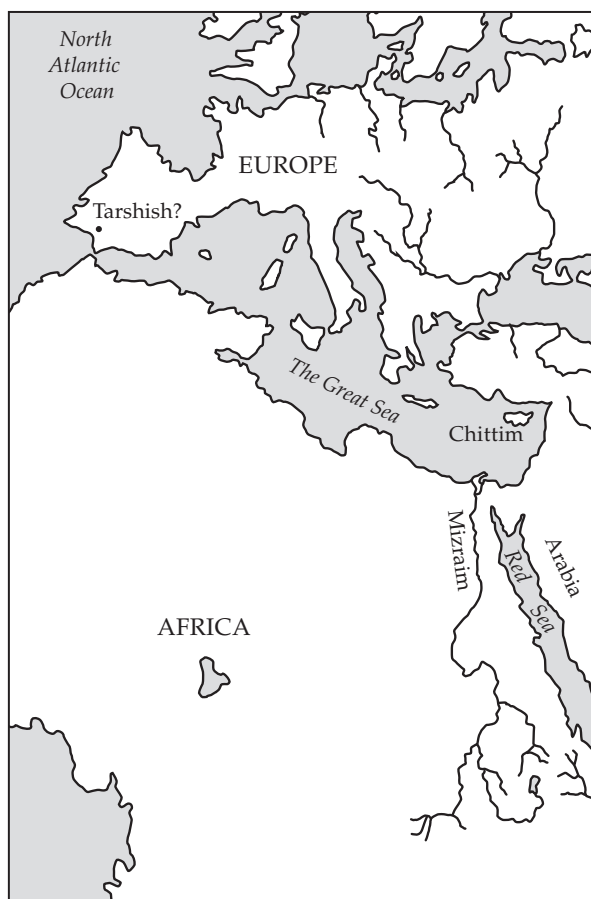 North
Atlantic
Ocean
EUROPE
Tarshish?
The Great Sea
Chittim
Mizraim
Red Sea
Arabia
AFRICA